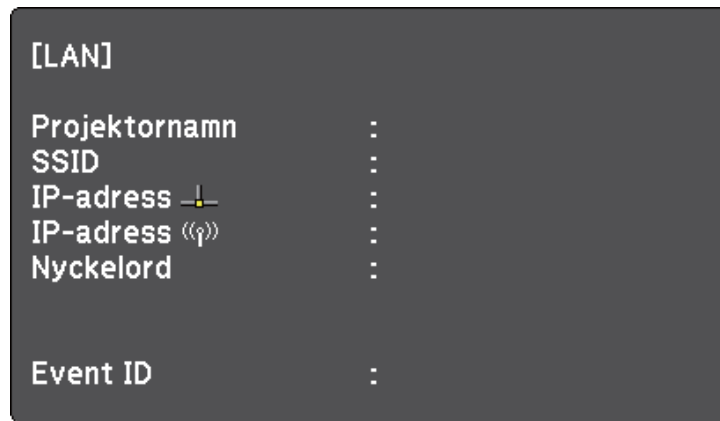 [LAN]
Projektornamn :
SSID :
IP-adress :
IP-adress :
Nyckelord :
Event ID :